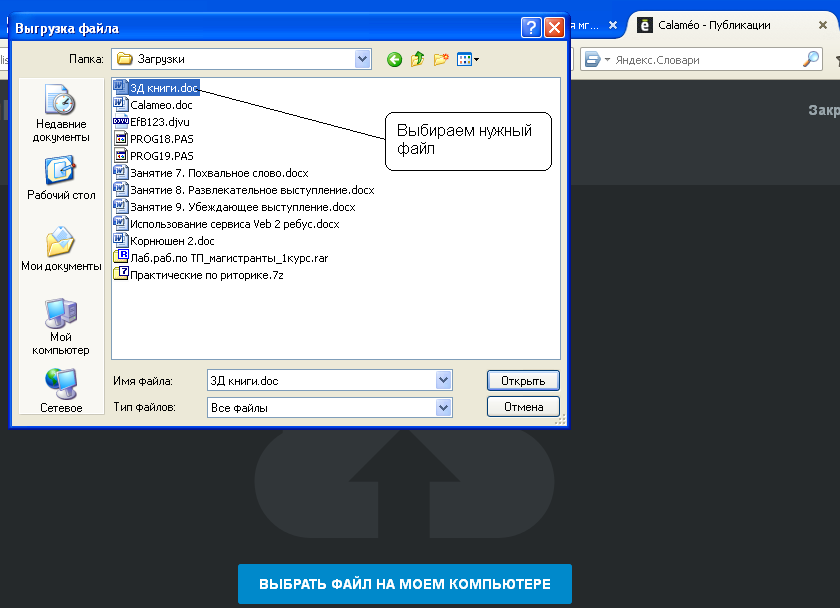 Выгрузка файла
я мг...
Calaméo - Публикации
Папка:
Загрузки
Яндекс.Словари
Недавние
документы
Рабочий стол
Мои документы
Мой
компьютер
Сетевое
3Д книги.doc
Calameo.doc
EfB123.djvu
PROG18.PAS
PROG19.PAS
Занятие 7. Похвальное слово.docx
Занятие 8. Развлекательное выступление.docx
Занятие 9. Убеждающее выступление.docx
Использование сервиса Veb 2 ребус.docx
Корнюшен 2.doc
Лаб.раб.по ТП_магистранты_1курс.rar
Практические по риторике.7z
Выбираем нужный
файл
Закр
Имя файла:
3Д книги.doc
Открыть
Тип файлов:
Все файлы
Отмена
ВЫБРАТЬ ФАЙЛ НА МОЕМ КОМПЬЮТЕРЕ